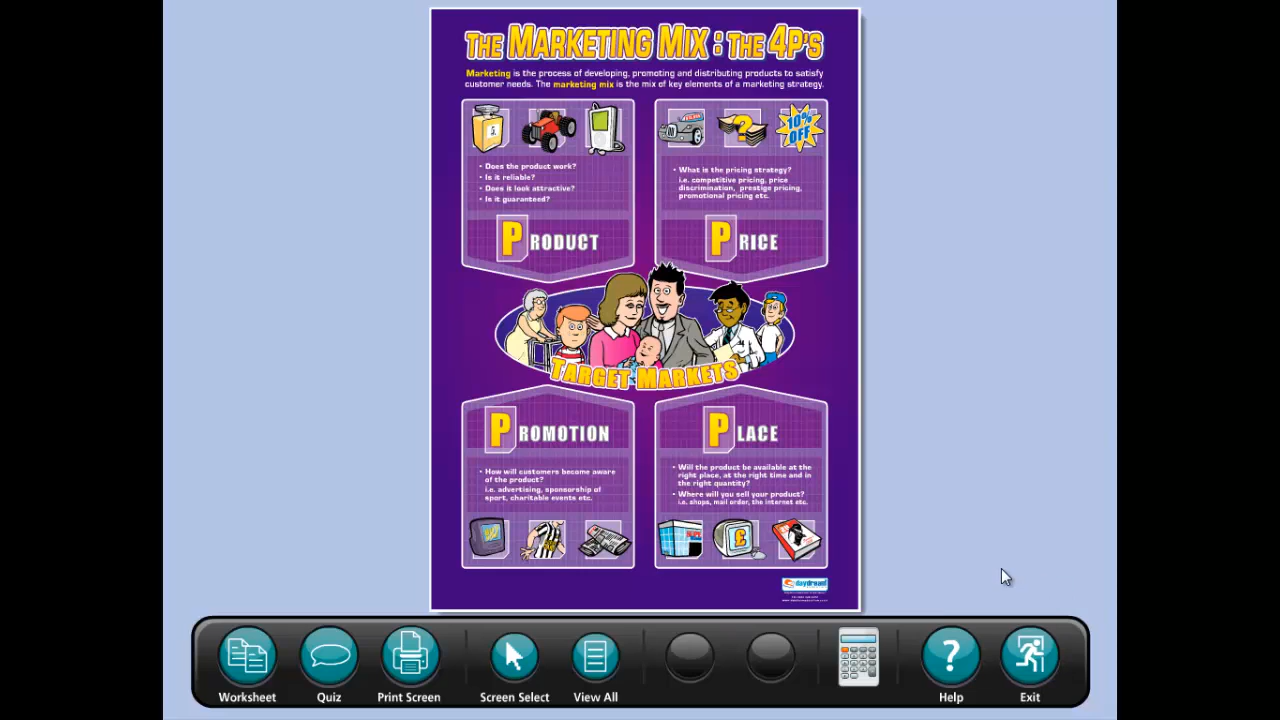 THE MARKETING MIX : THE 4P'S
Marketing is the process of developing, promoting and distributing products to satisfy
customer needs. The marketing mix is the mix of key elements of a marketing strategy.
5
10%
OFF
• Does the product work?
• Is it reliable?
• Does it look attractive?
• Is it guaranteed?
PRODUCT
?
• What is the pricing strategy?
i.e. competitive pricing, price
discrimination, prestige pricing,
promotional pricing etc.
PRICE
TARGET MARKETS
PROMOTION
• How will customers become aware
of the product?
i.e. advertising, sponsorship of
sport, charitable events etc.
PLACE
• Will the product be available at the
right place, at the right time and in
the right quantity?
• Where will you sell your product?
i.e. shops, mail order, the internet etc.
£
daydream
Worksheet
Quiz
Print Screen
Screen Select
View All
?
Help
Exit